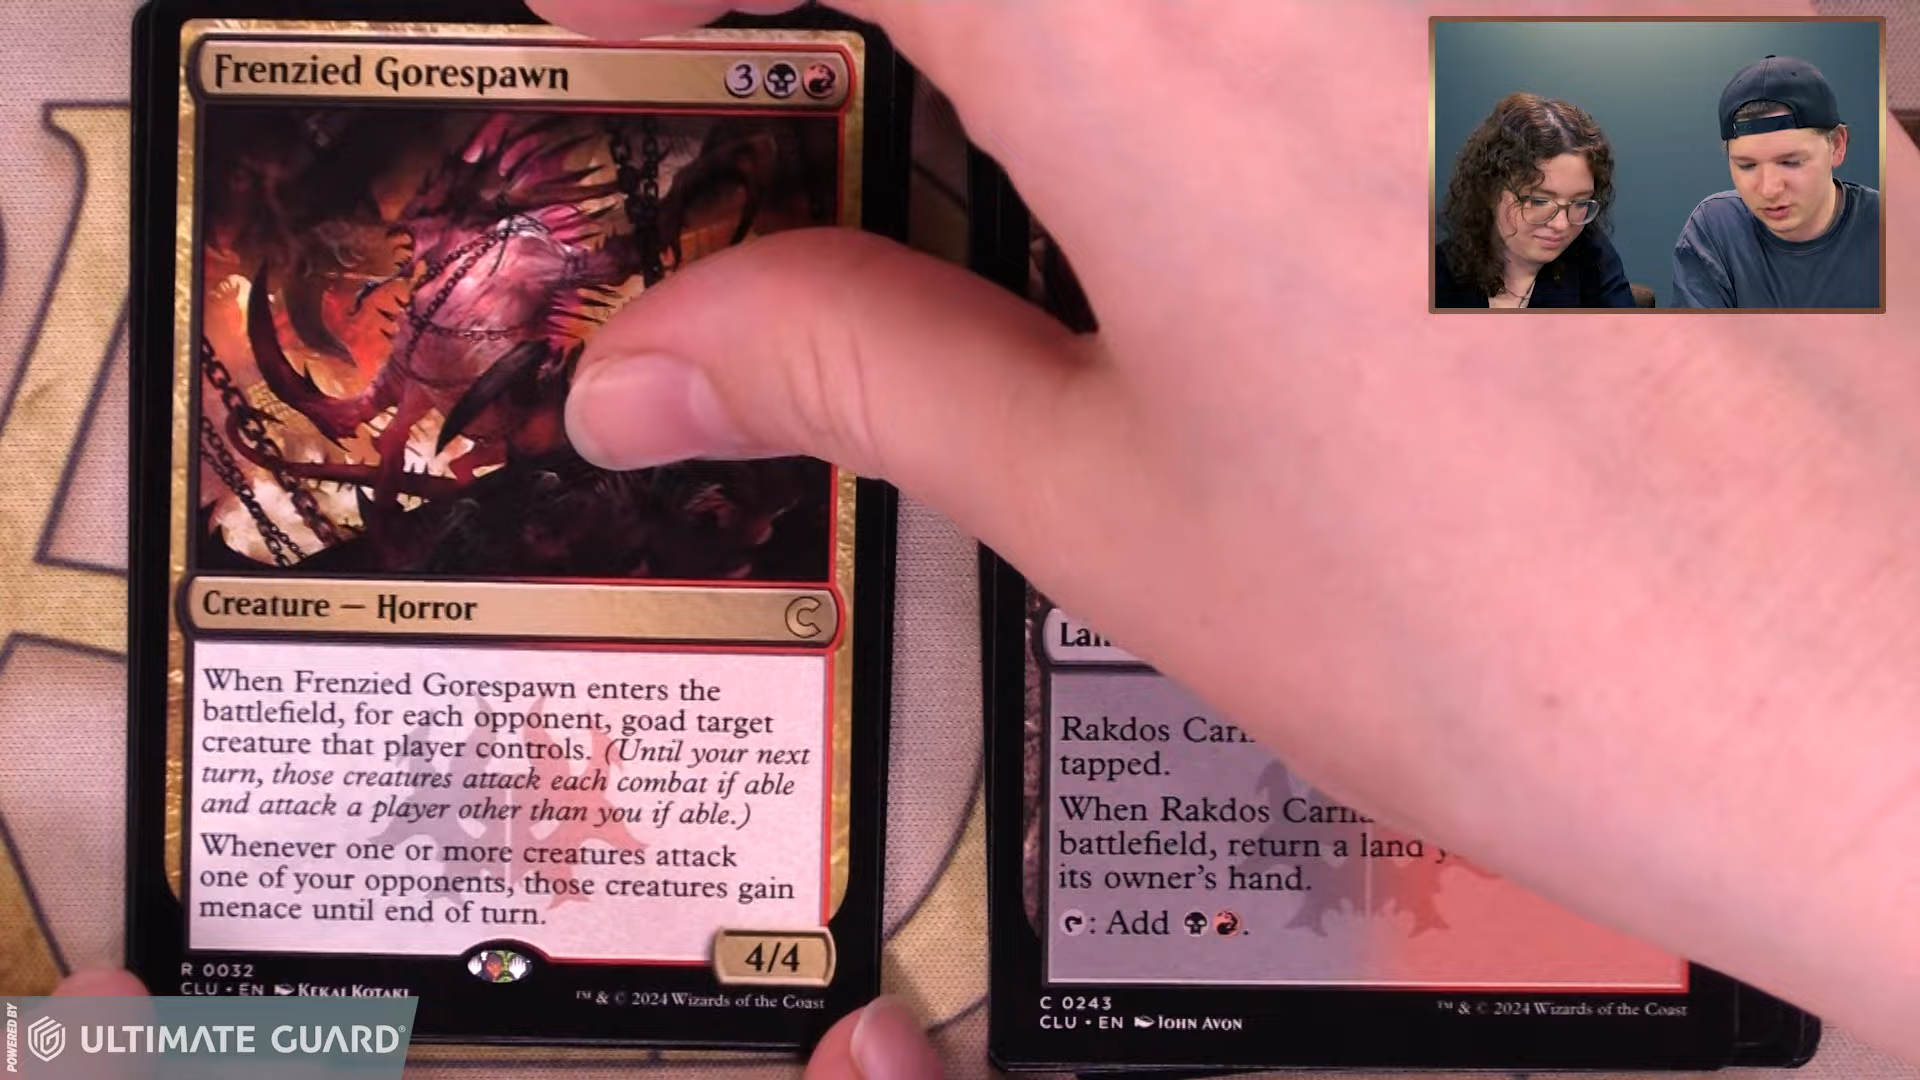 Frenzied Gorespawn
3
Creature — Horror
When Frenzied Gorespawn enters the
battlefield, for each opponent, goad target
creature that player controls. (Until your next
turn, those creatures attack each combat if able
and attack a player other than you if able.)
Whenever one or more creatures attack
one of your opponents, those creatures gain
menace until end of turn.
4/4
R 0032
CLU • EN KEKAI KOTAKI
™ & © 2024 Wizards of the Coast
Rakdos
tapped.
When Rakdos
battlefield, return a land
its owner's hand.
: Add .
C 0243
CLU • EN JOHN AVON
™ & © 2024 Wizards of the Coast
POWERED BY
ULTIMATE GUARD®